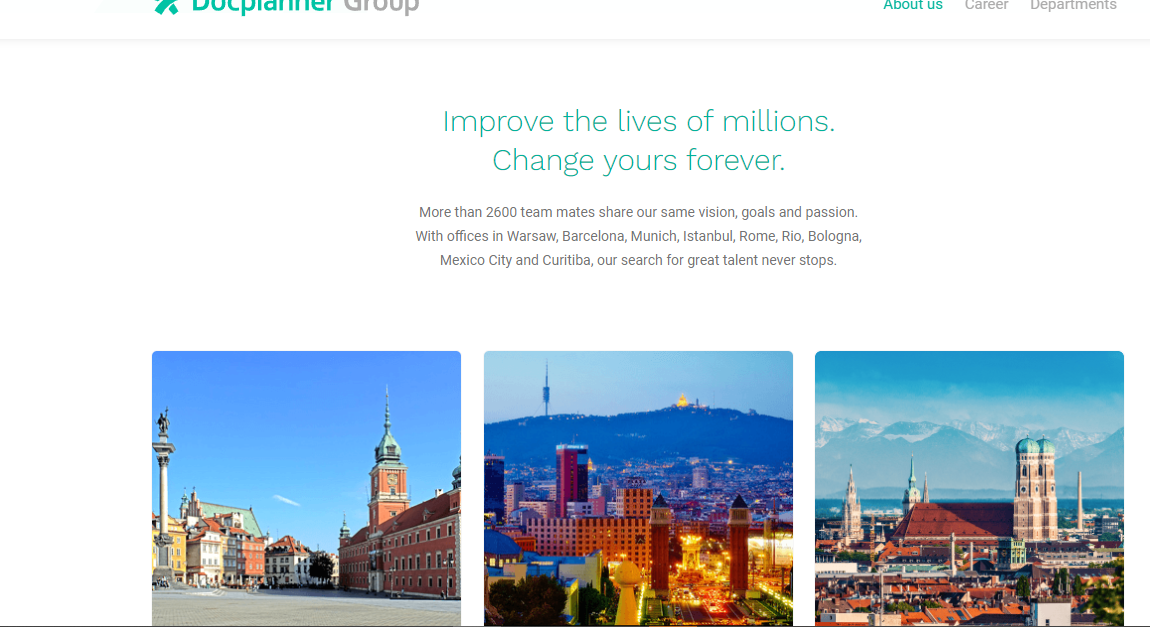 Docplanner Group
About us Career Departments
Improve the lives of millions.
Change yours forever.
More than 2600 team mates share our same vision, goals and passion.
With offices in Warsaw, Barcelona, Munich, Istanbul, Rome, Rio, Bologna,
Mexico City and Curitiba, our search for great talent never stops.